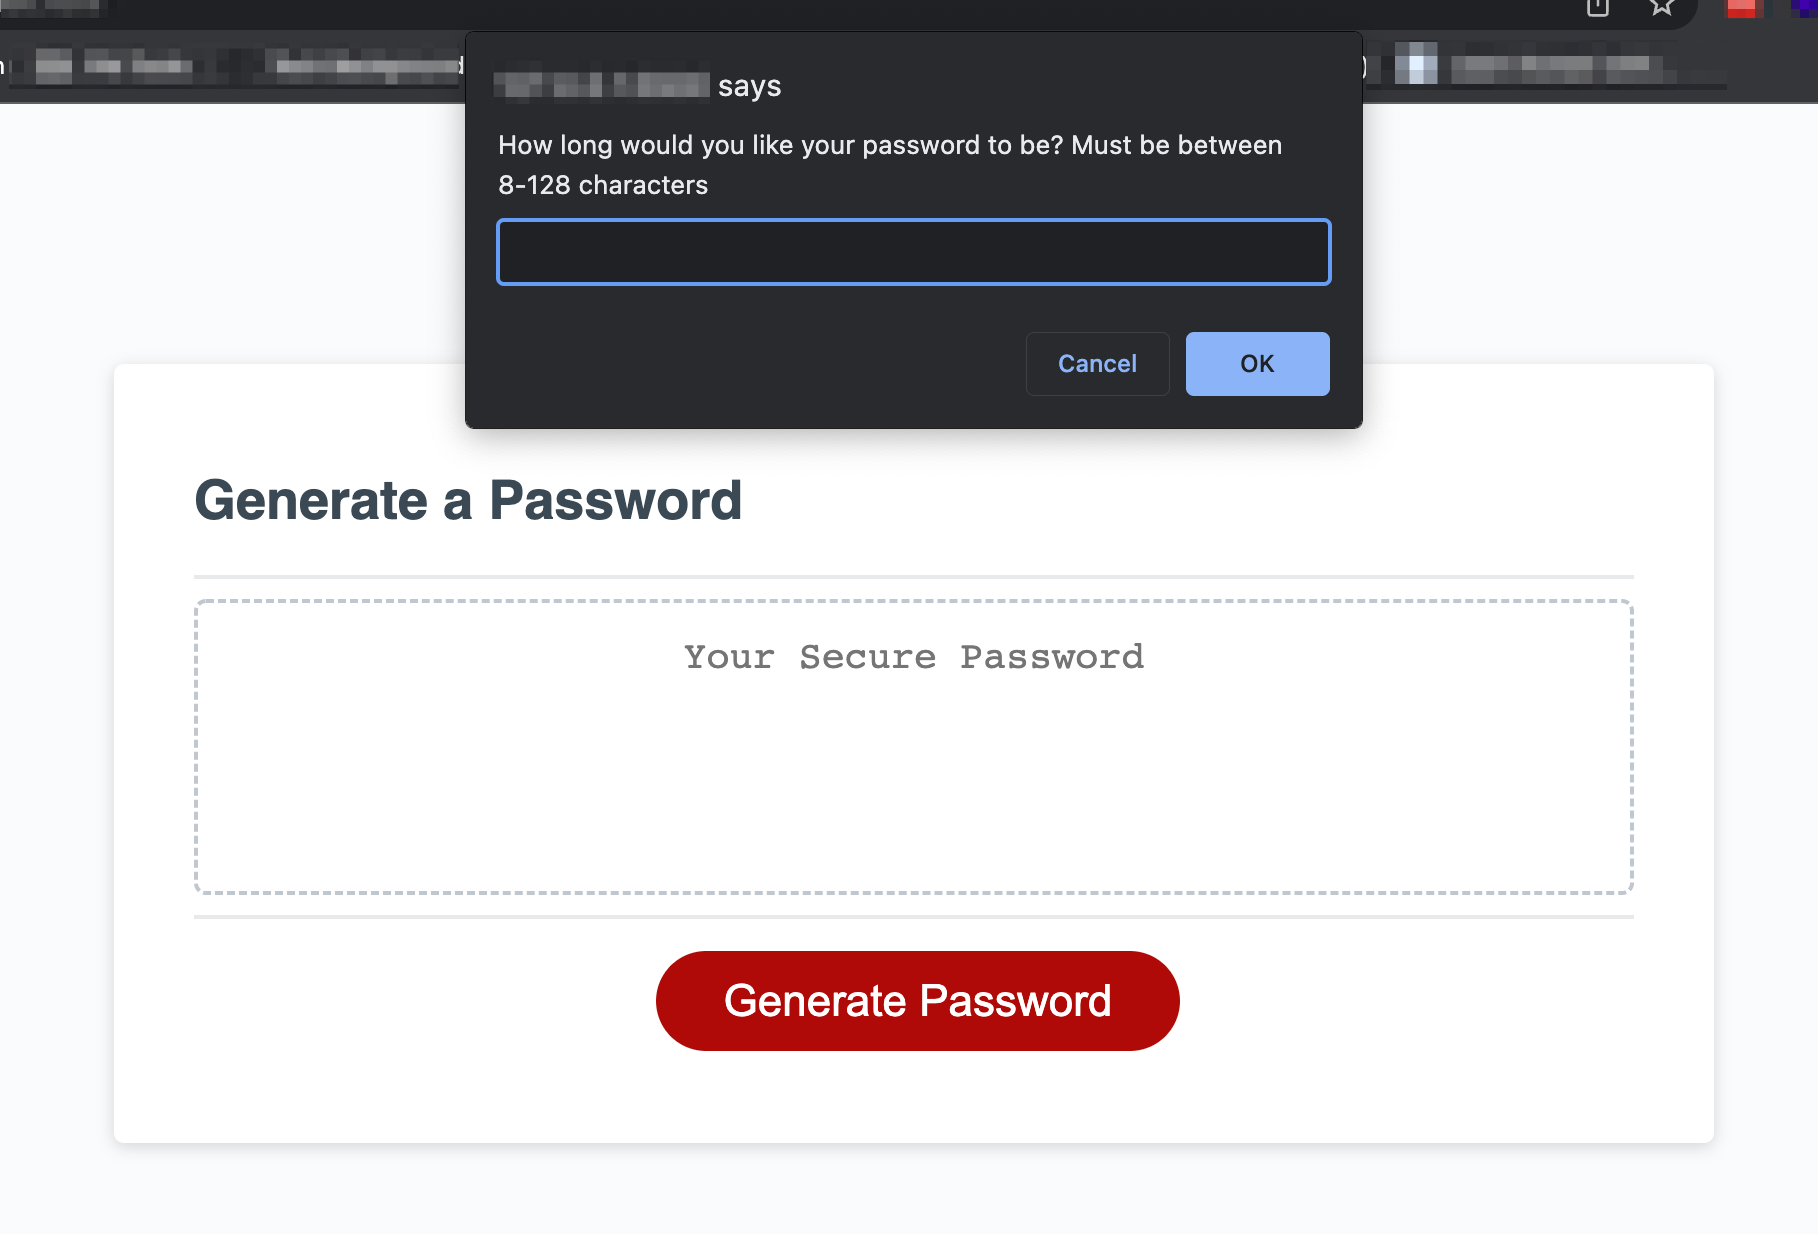 says
How long would you like your password to be? Must be between
8-128 characters
Cancel
OK
Generate a Password
Your Secure Password
Generate Password